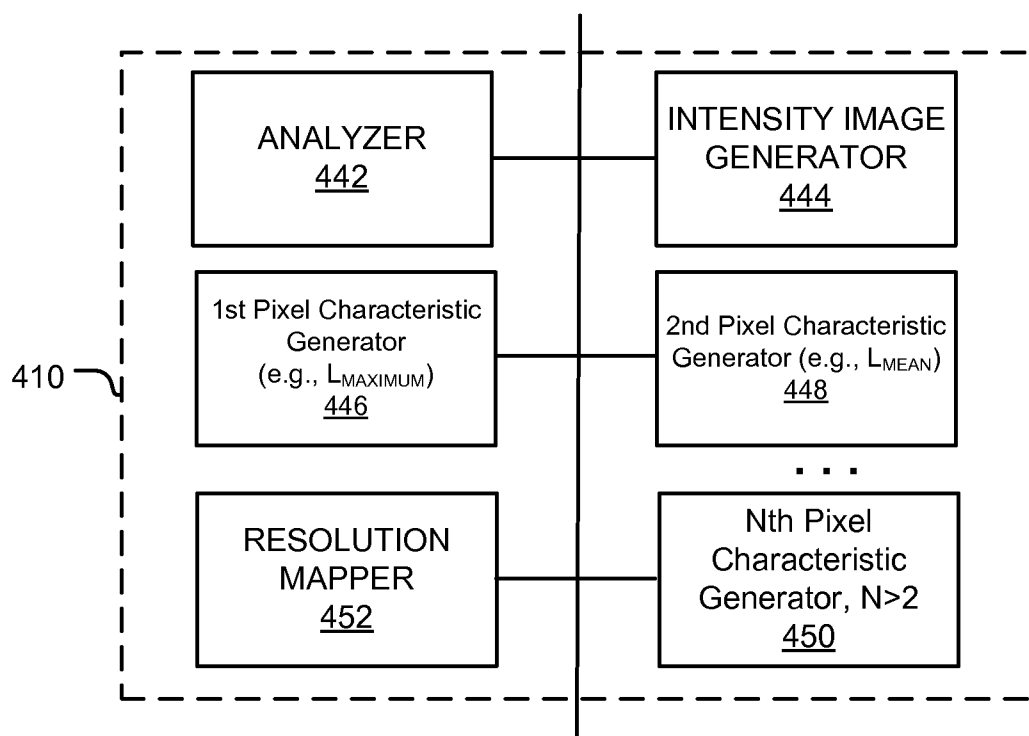 ANALYZER
442
INTENSITY IMAGE
GENERATOR
444
1st Pixel Characteristic
Generator
(e.g., LMAXIMUM)
446
2nd Pixel Characteristic
Generator (e.g., LMEAN)
448
410
. . .
RESOLUTION
MAPPER
452
Nth Pixel
Characteristic
Generator, N>2
450